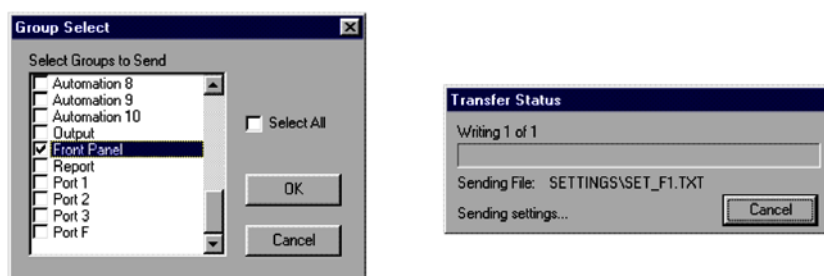 Group Select
Select Groups to Send
Automation 8
Automation 9
Automation 10
Output
Front Panel
Report
Port 1
Port 2
Port 3
Port F
Select All
OK
Cancel
Transfer Status
Writing 1 of 1
Sending File: SETTINGS\SET_F1.TXT
Sending settings...
Cancel